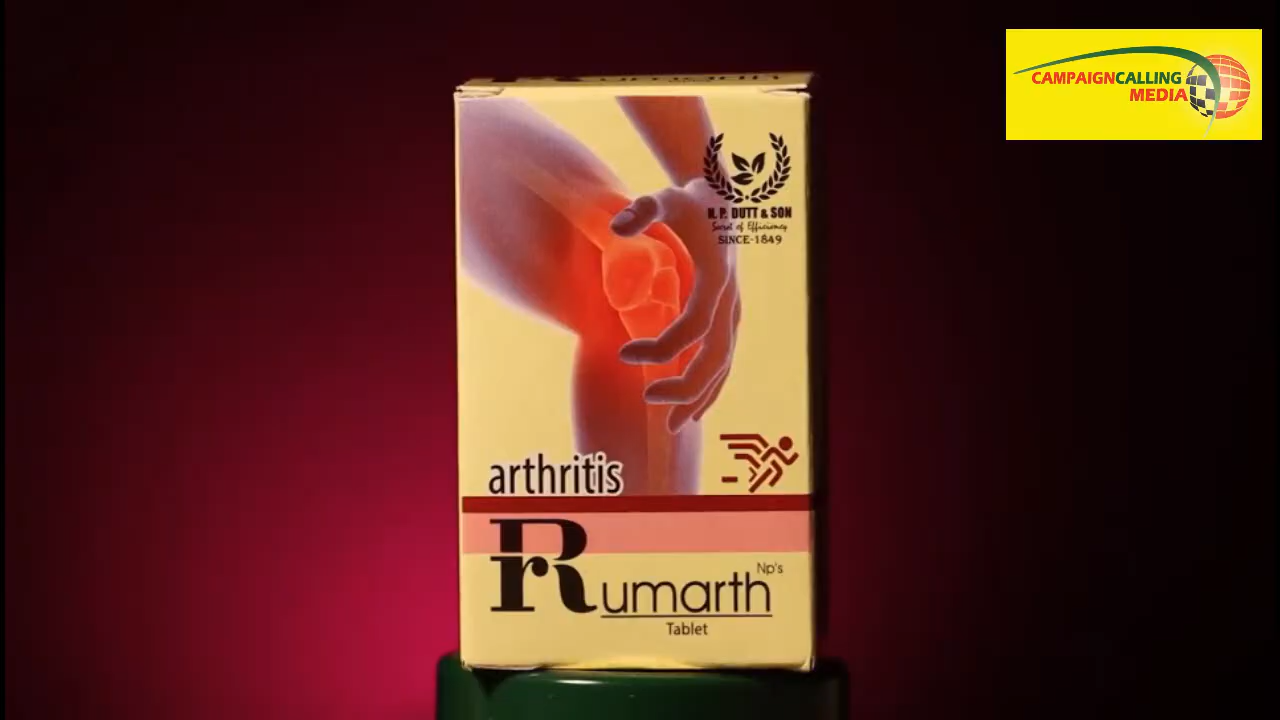 CAMPAIGNCALLING
MEDIA
N. P. DUTT & SON
Secret of Efficiency
SINCE-1849
arthritis
Rumarth
Np's
Tablet